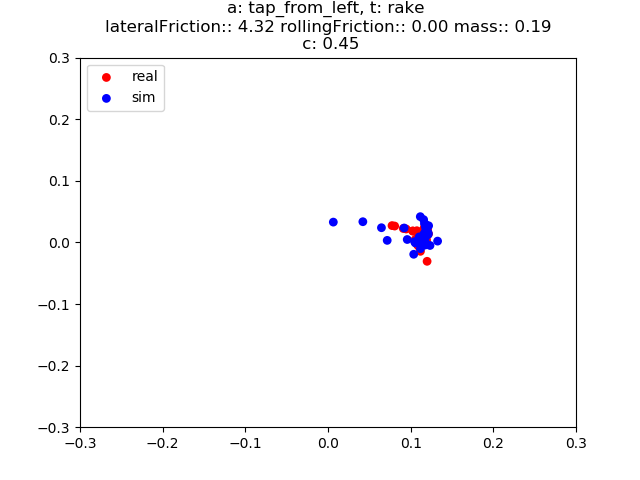 a: tap_from_left, t: rake
lateralFriction:: 4.32 rollingFriction:: 0.00 mass:: 0.19
c: 0.45
real
sim
0.3
0.2
0.1
0.0
−0.1
−0.2
−0.3
−0.3 −0.2 −0.1 0.0 0.1 0.2 0.3